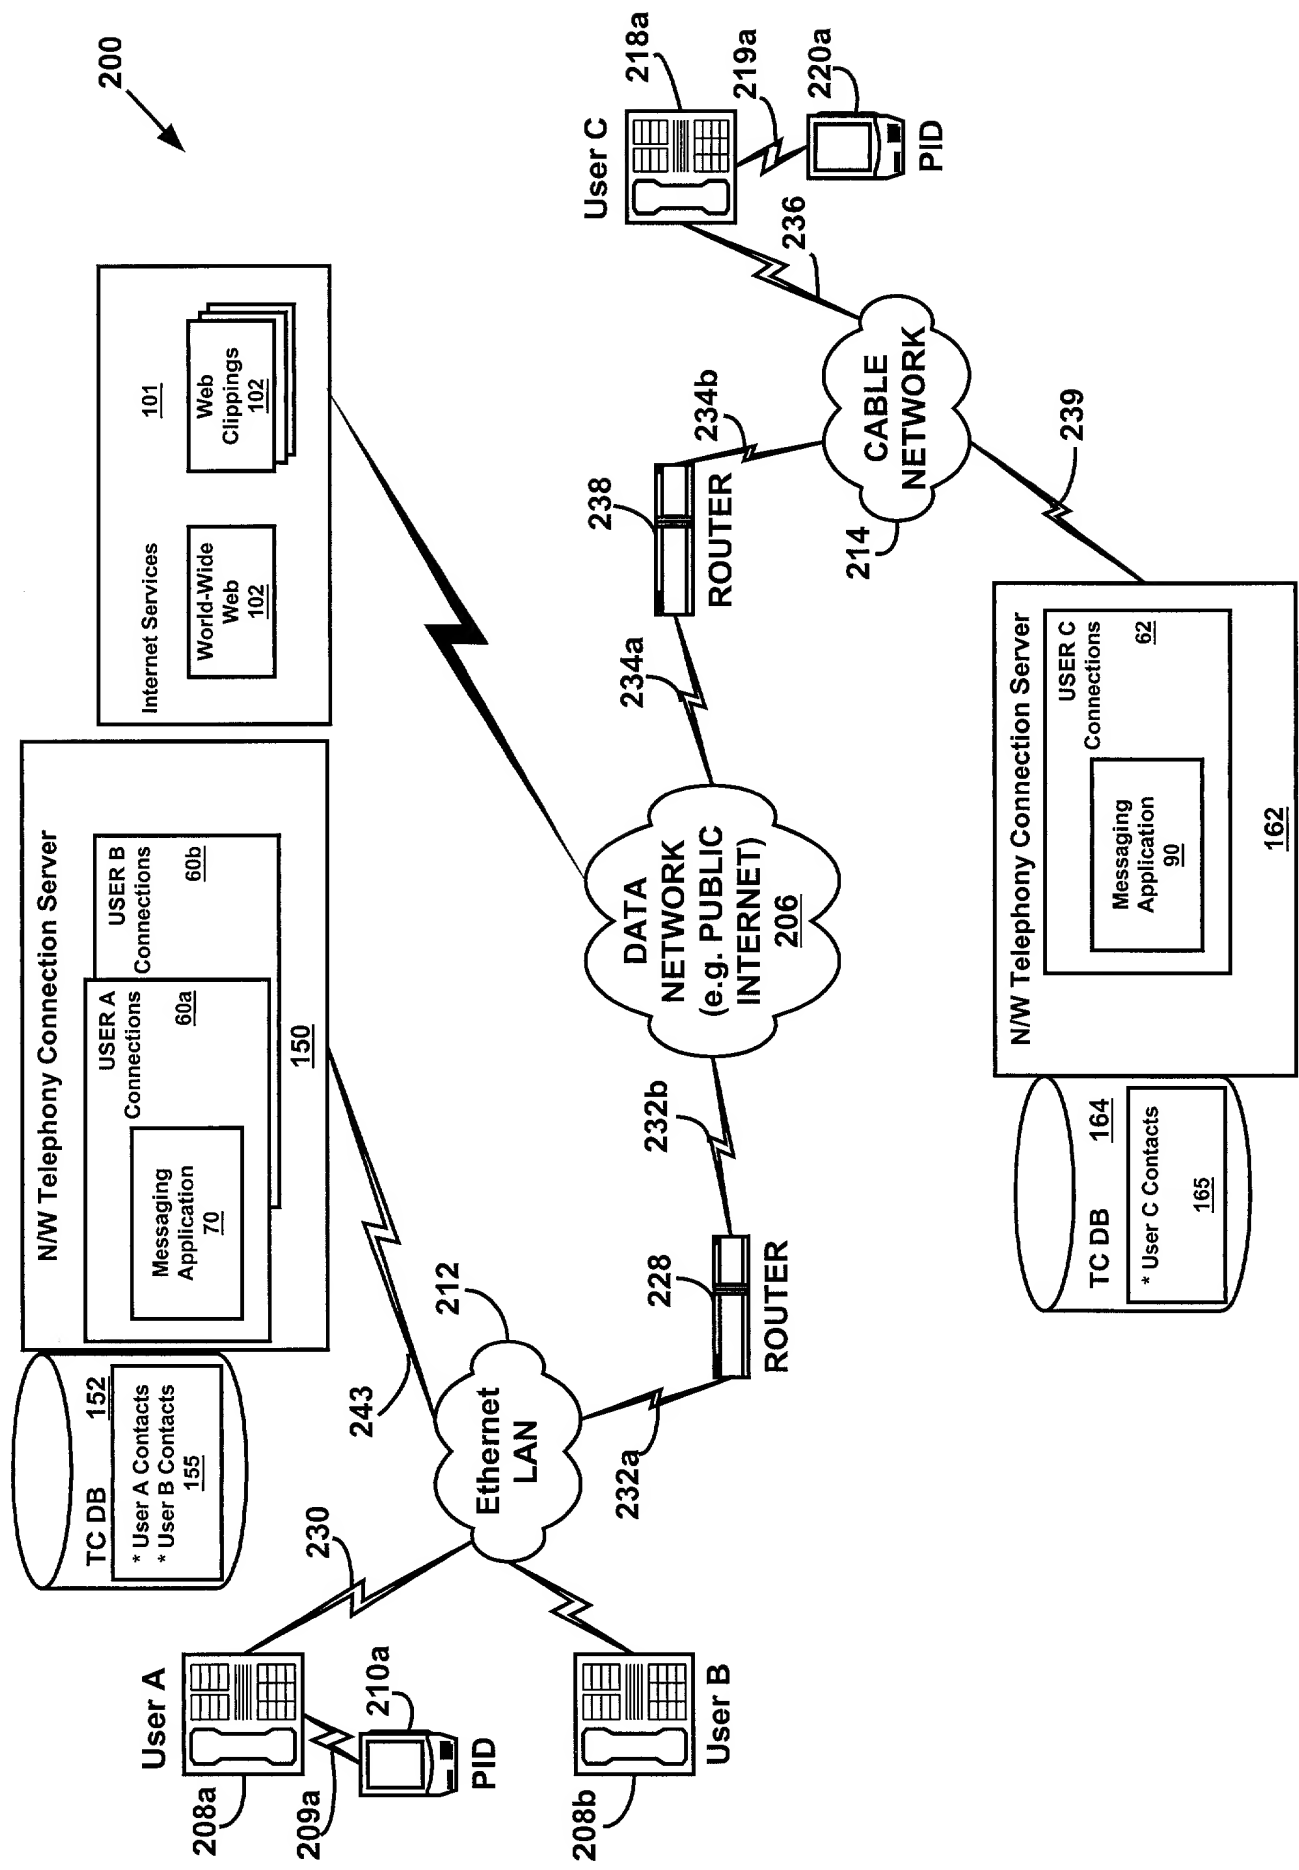 200
N/W Telephony Connection Server
USER B
Connections
60b
USER A
Connections
60a
Messaging
Application
70
150
TC DB
152
* User A Contacts
* User B Contacts
155
Internet Services
101
World-Wide
Web
102
Web
Clippings
102
243
User A
208a
209a
210a
PID
230
User B
208b
212
Ethernet
LAN
232a
228
ROUTER
232b
DATA
NETWORK
(e.g. PUBLIC
INTERNET)
206
234a
238
ROUTER
234b
CABLE
NETWORK
214
236
User C
218a
219a
220a
PID
239
N/W Telephony Connection Server
USER C
Connections
62
Messaging
Application
90
162
TC DB
164
* User C Contacts
165